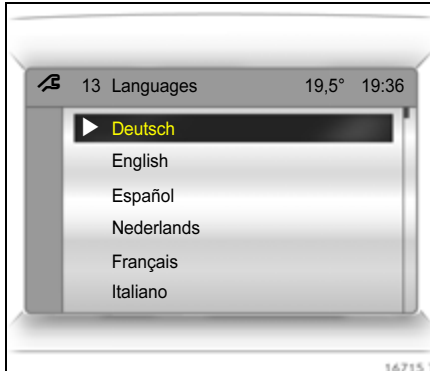 13 Languages 19,5° 19:36
Deutsch
English
Español
Nederlands
Français
Italiano
16715